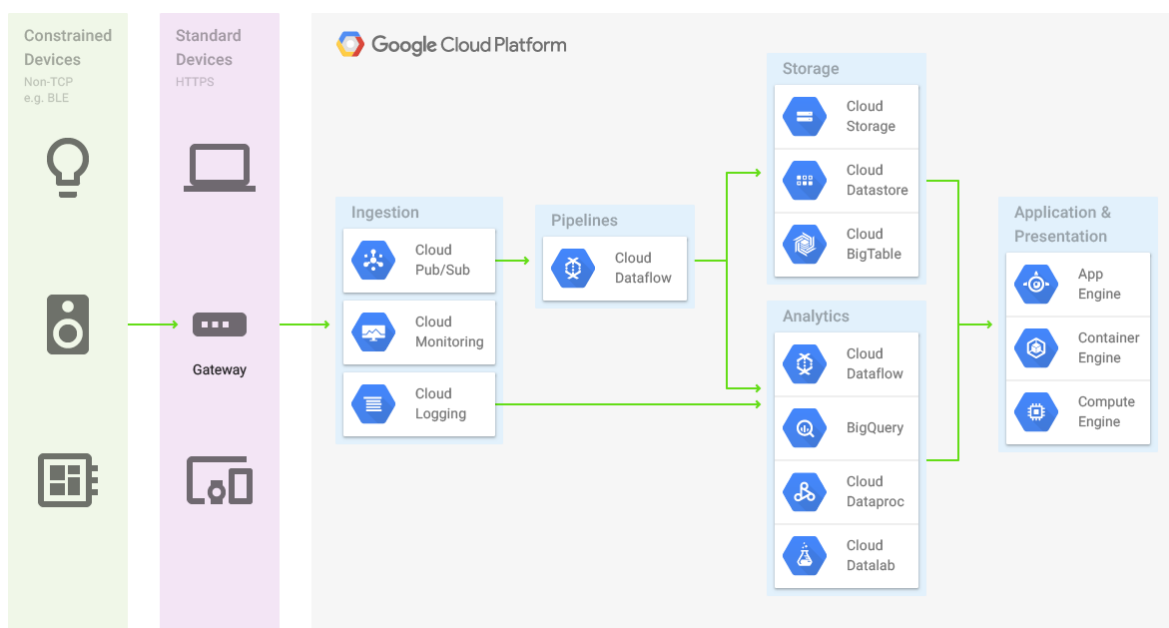 Constrained
Devices
Non-TCP
e.g. BLE
Standard
Devices
HTTPS
Gateway
Google Cloud Platform
Ingestion
Cloud
Pub/Sub
Cloud
Monitoring
Cloud
Logging
Pipelines
Cloud
Dataflow
Storage
Cloud
Storage
Cloud
Datastore
Cloud
BigTable
Analytics
Cloud
Dataflow
BigQuery
Cloud
Dataproc
Cloud
Datalab
Application &
Presentation
App
Engine
Container
Engine
Compute
Engine